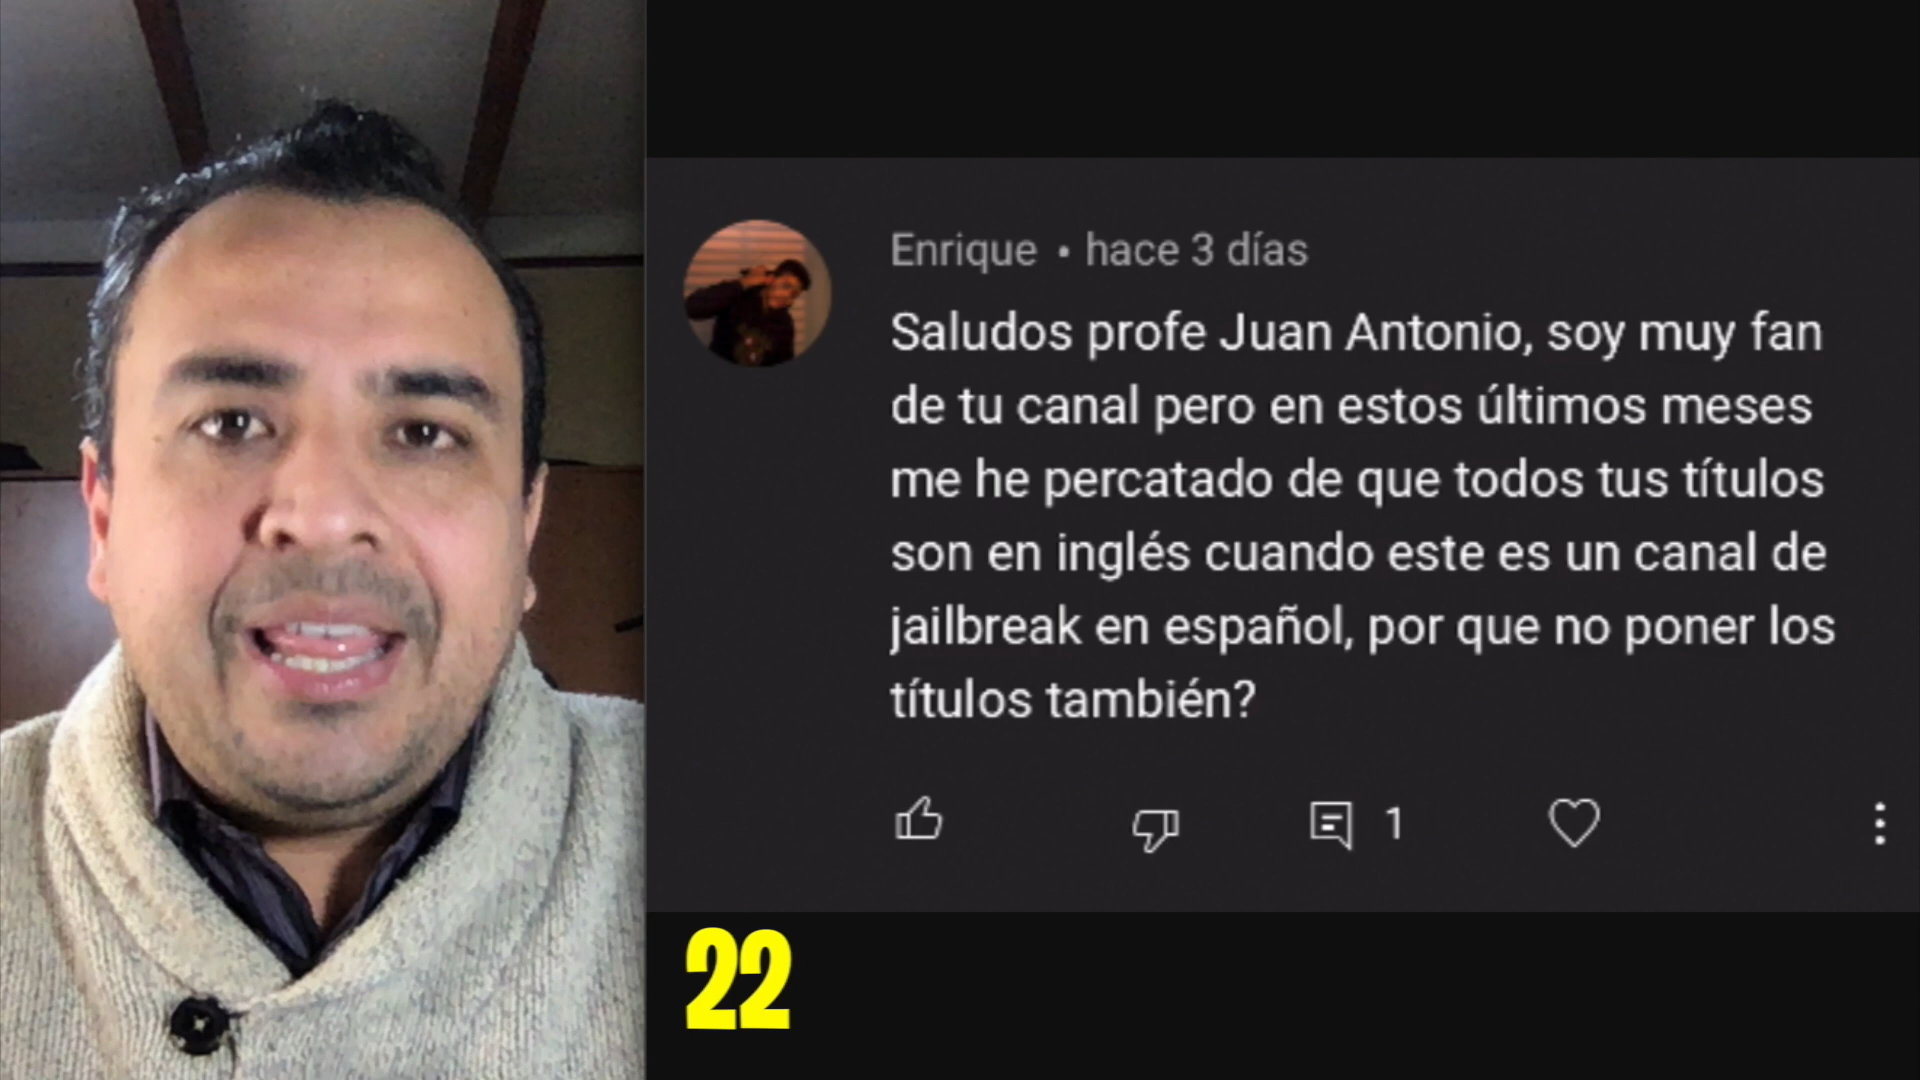 Enrique • hace 3 días
Saludos profe Juan Antonio, soy muy fan
de tu canal pero en estos últimos meses
me he percatado de que todos tus títulos
son en inglés cuando este es un canal de
jailbreak en español, por que no poner los
títulos también?
1
22